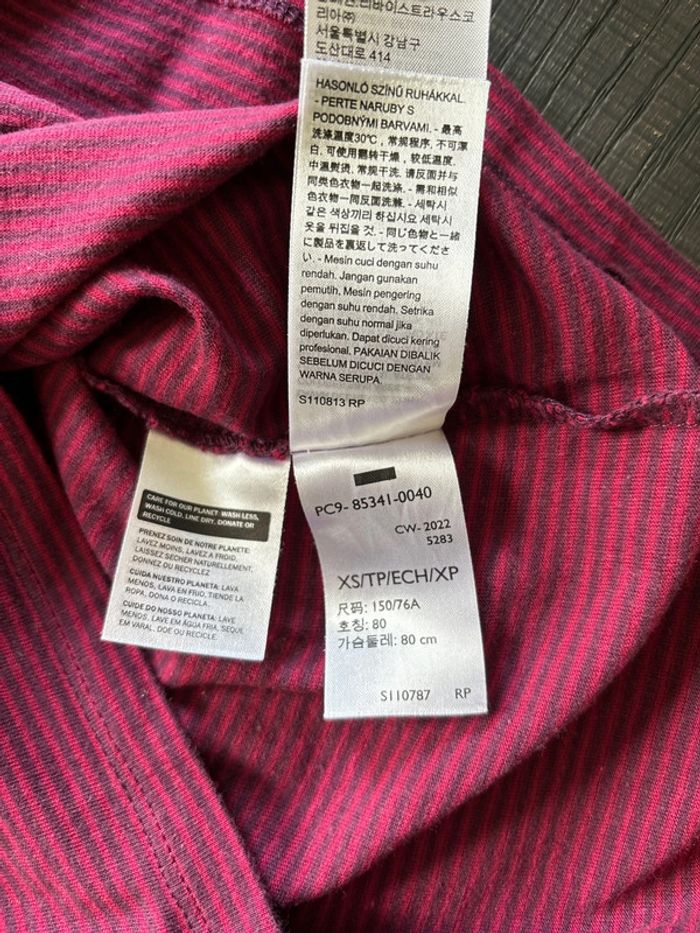 리아㈜
서울특별시 강남구
도산대로 414
HASONLÓ SZÍNŰ RUHÁKKAL.
- PERTE NARUBY S
PODOBNÝMI BARVAMI. - 最高
洗涤温度30℃，常规程序, 不可漂
白, 可使用翻转干燥，较低温度,
中温熨烫, 常规干洗, 请反面并与
同类色衣物一起洗涤. - 需和相似
色衣物一同反面洗滌. - 세탁시
같은 색상끼리 하십시요 세탁시
옷을 뒤집을 것. - 同じ色物と一緒
に製品を裏返して洗ってくださ
い. - Mesin cuci dengan suhu
rendah. Jangan gunakan
pemutih. Mesin pengering
dengan suhu rendah. Setrika
dengan suhu normal jika
diperlukan. Dapat dicuci kering
profesional. PAKAIAN DIBALIK
SEBELUM DICUCI DENGAN
WARNA SERUPA.
S110813 RP
CARE FOR OUR PLANET: WASH LESS,
WASH COLD, LINE DRY, DONATE OR
RECYCLE
PRENEZ SOIN DE NOTRE PLANÈTE:
LAVEZ MOINS, LAVEZ A FROID,
LAISSEZ SECHER NATURELLEMENT,
DONNEZ OU RECYCLEZ
CUIDA NUESTRO PLANETA: LAVA
MENOS, LAVA EN FRIO, TIENDE LA
ROPA, DONA O RECICLA.
CUIDE DO NOSSO PLANETA: LAVE
MENOS, LAVE EM ÁGUA FRIA, SEQUE
EM VARAL, DOE OU RECICLE.
PC9- 85341-0040
CW- 2022
5283
XS/TP/ECH/XP
尺码: 150/76A
호칭: 80
가슴둘레: 80 cm
S110787 RP